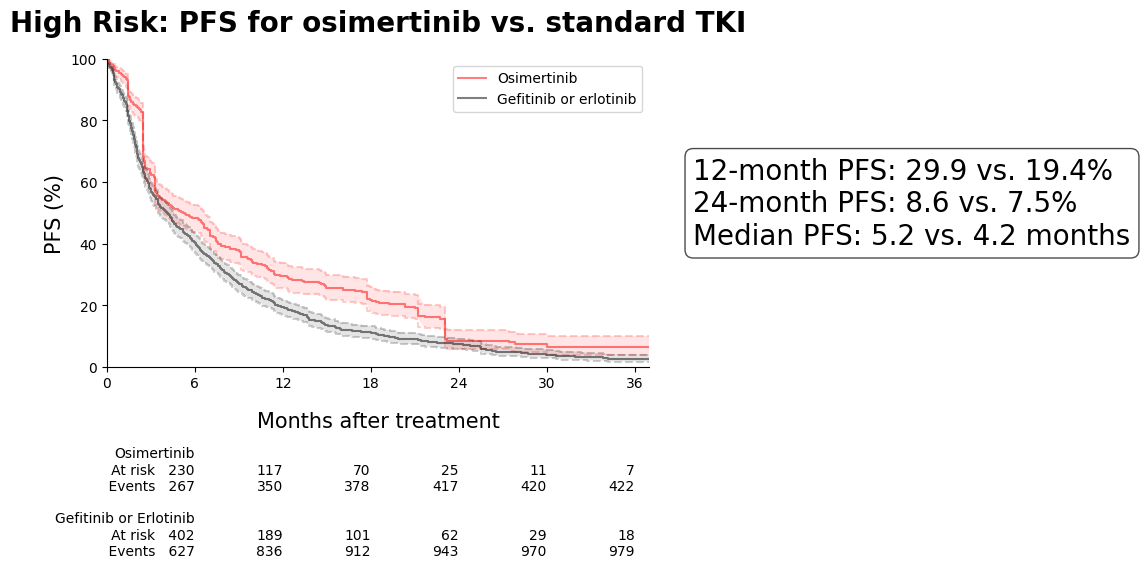 High Risk: PFS for osimertinib vs. standard TKI
100
80
60
40
20
0
PFS (%)
Osimertinib
Gefitinib or erlotinib
12-month PFS: 29.9 vs. 19.4%
24-month PFS: 8.6 vs. 7.5%
Median PFS: 5.2 vs. 4.2 months
0 6 12 18 24 30 36
Months after treatment
Osimertinib
At risk 230 117 70 25 11 7
Events 267 350 378 417 420 422
Gefitinib or Erlotinib
At risk 402 189 101 62 29 18
Events 627 836 912 943 970 979